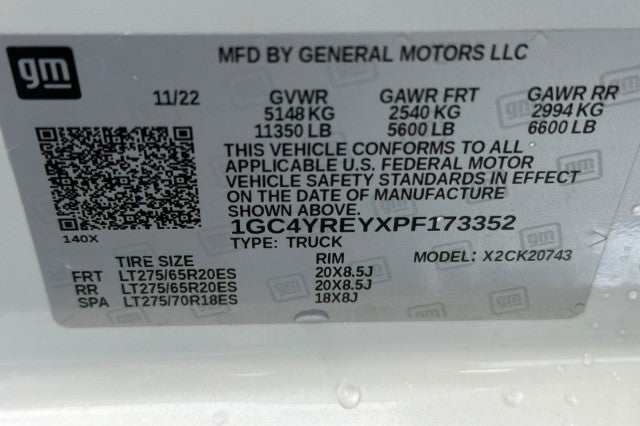 gm
MFD BY GENERAL MOTORS LLC
11/22 GVWR GAWR FRT GAWR RR
5148 KG 2540 KG 2994 KG
11350 LB 5600 LB 6600 LB
THIS VEHICLE CONFORMS TO ALL
APPLICABLE U.S. FEDERAL MOTOR
VEHICLE SAFETY STANDARDS IN EFFECT
ON THE DATE OF MANUFACTURE
SHOWN ABOVE.
1GC4YREYXPF173352
140X TYPE: TRUCK MODEL: X2CK20743
TIRE SIZE RIM
FRT LT275/65R20ES 20X8.5J
RR LT275/65R20ES 20X8.5J
SPA LT275/70R18ES 18X8J